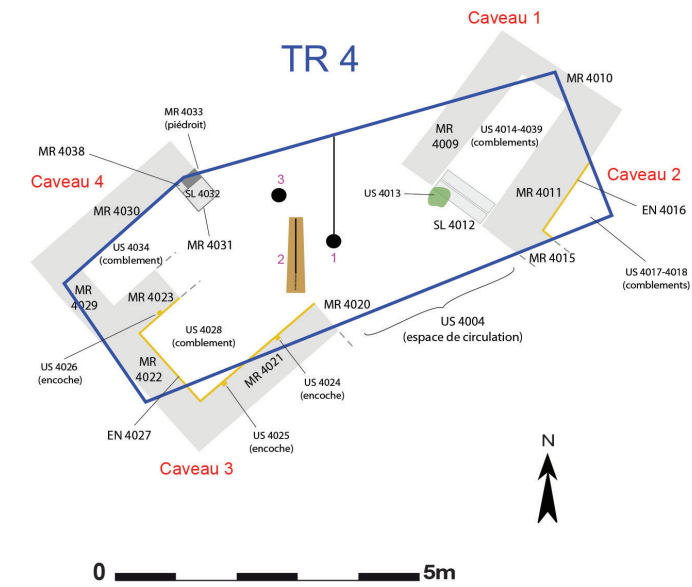 Caveau 1
TR 4
MR 4010
MR 4033
(piédroit)
MR
4009
US 4014-4039
(comblements)
MR 4038
Caveau 4
SL 4032
3
US 4013
MR 4011
Caveau 2
EN 4016
MR 4030
SL 4012
US 4034
(comblement)
MR 4031
1
2
MR 4015
US 4017-4018
(comblements)
MR
4029
MR 4023
MR 4020
US 4004
(espace de circulation)
US 4028
(comblement)
US 4026
(encoche)
MR
4022
MR 4021
US 4024
(encoche)
EN 4027
US 4025
(encoche)
Caveau 3
N
0
5m